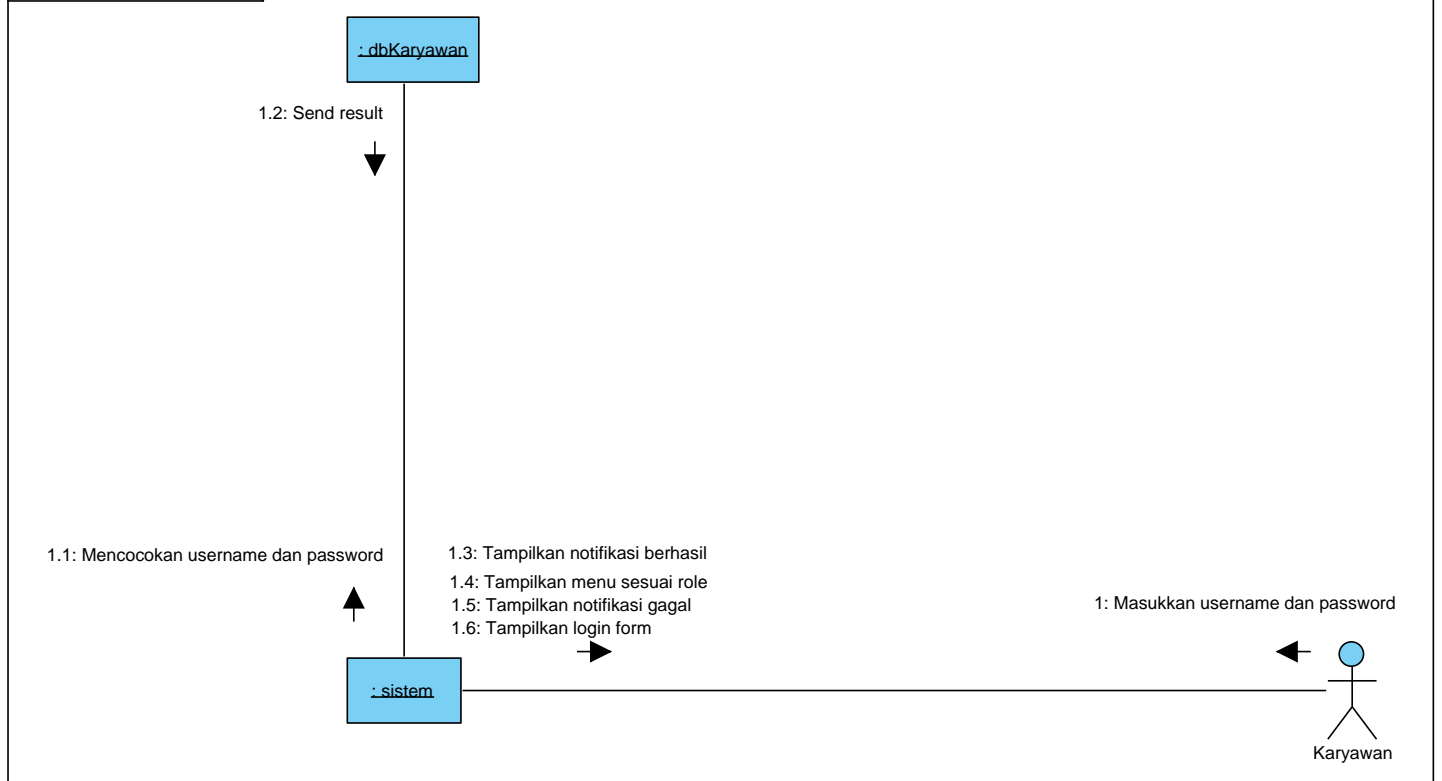 : dbKaryawan
1.2: Send result
1.1: Mencocokan username dan password
1.3: Tampilkan notifikasi berhasil
1.4: Tampilkan menu sesuai role
1.5: Tampilkan notifikasi gagal
1.6: Tampilkan login form
1: Masukkan username dan password
: sistem
Karyawan